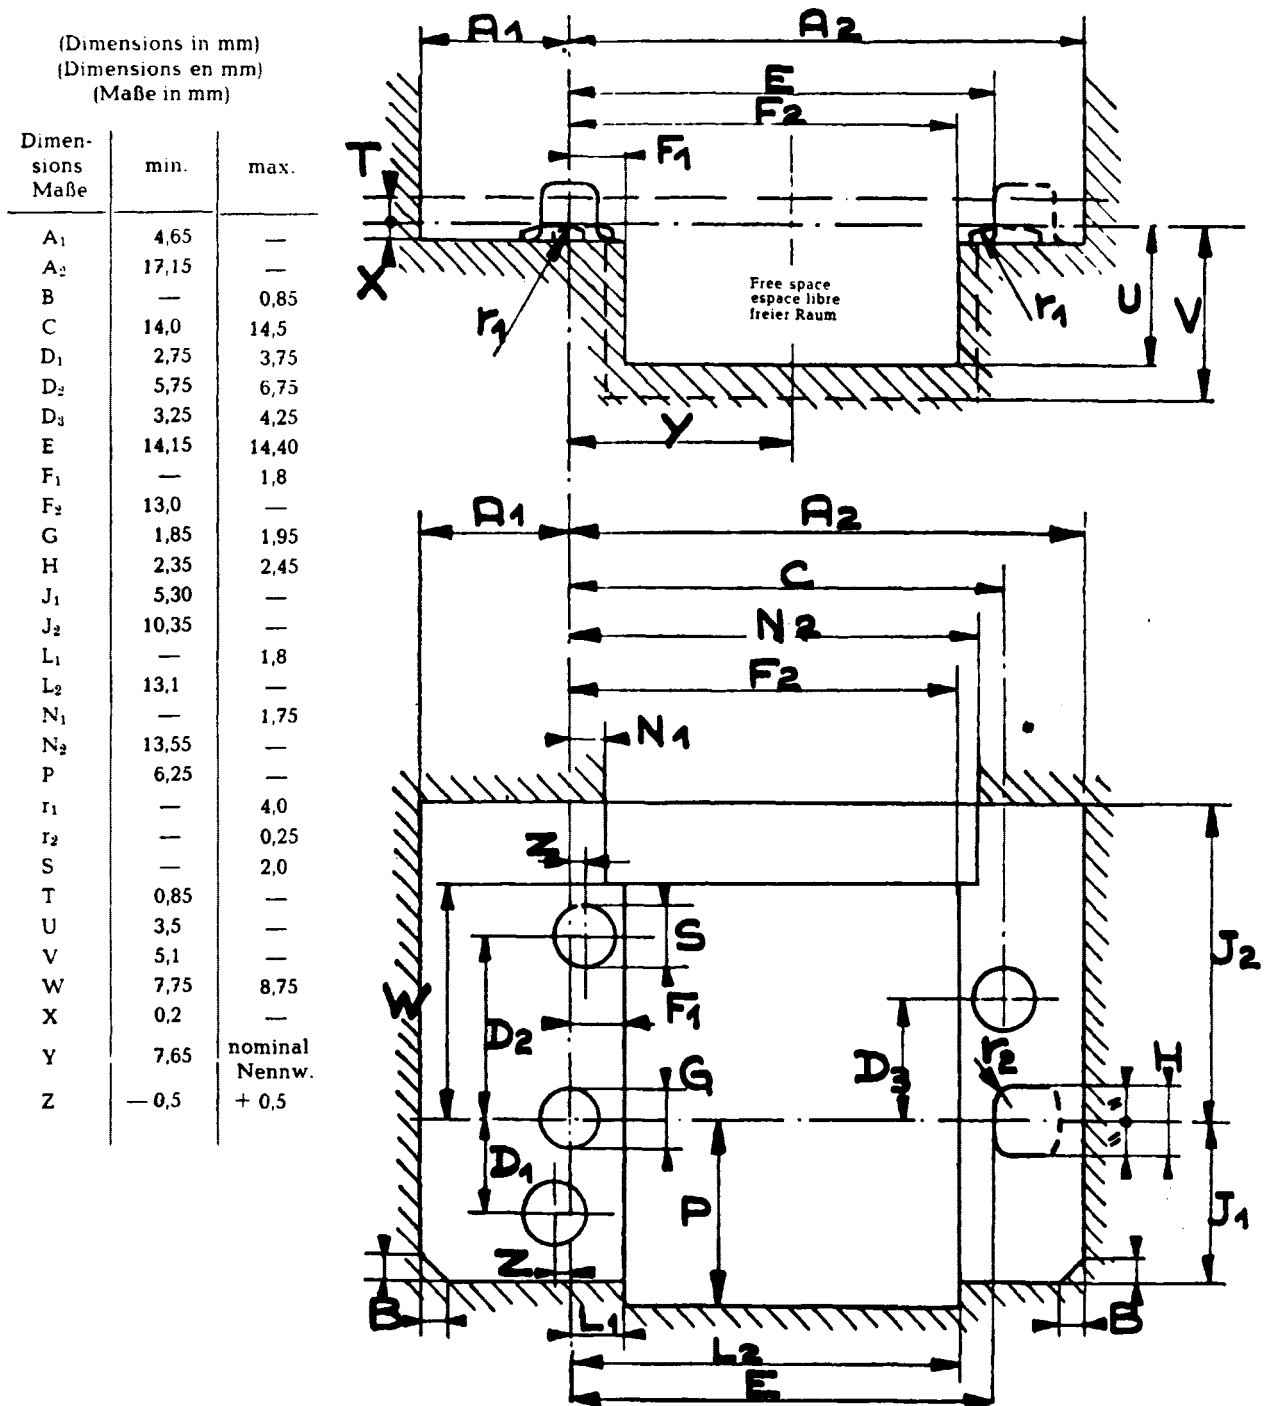 (Dimensions in mm)
(Dimensions en mm)
(Maße in mm)
Dimen-
sions
Maße min. max.
A₁ 4,65 —
A₂ 17,15 —
B — 0,85
C 14,0 14,5
D₁ 2,75 3,75
D₂ 5,75 6,75
D₃ 3,25 4,25
E 14,15 14,40
F₁ — 1,8
F₂ 13,0 —
G 1,85 1,95
H 2,35 2,45
J₁ 5,30 —
J₂ 10,35 —
L₁ — 1,8
L₂ 13,1 —
N₁ — 1,75
N₂ 13,55 —
P 6,25 —
r₁ — 4,0
r₂ — 0,25
S — 2,0
T 0,85 —
U 3,5 —
V 5,1 —
W 7,75 8,75
X 0,2 —
Y 7,65 nominal
Nennw.
Z — 0,5 + 0,5
A1 A2
E
F2
T F1
X
Free space
espace libre
freier Raum
r1 r1 U V
Y
A1 A2
C
N2
F2
N1
Z
S
W F1
D2 D3 J2
r2 H
G
= =
D1
P J1
Z
B L1 B
L2
E